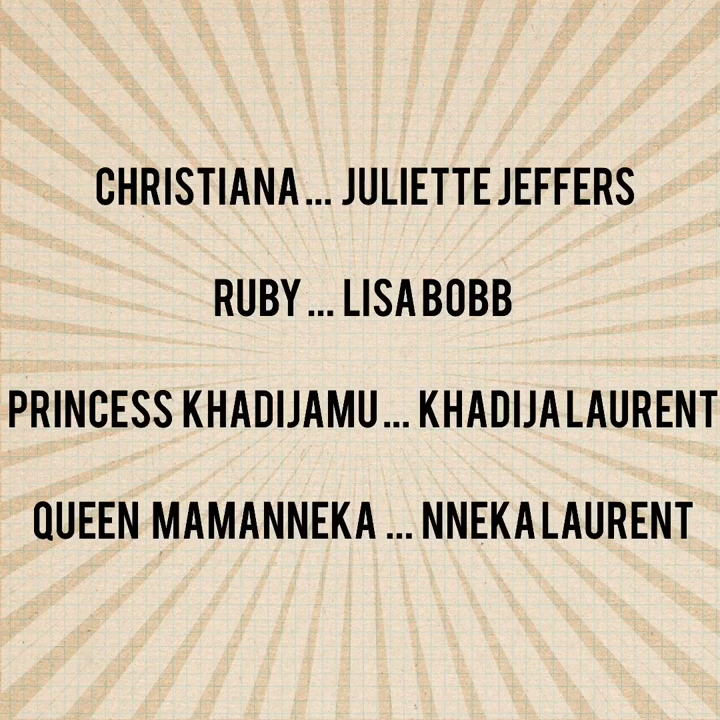 CHRISTIANA ... JULIETTE JEFFERS
RUBY ... LISA BOBB
PRINCESS KHADIJAMU ... KHADIJA LAURENT
QUEEN MAMANNEKA ... NNEKA LAURENT